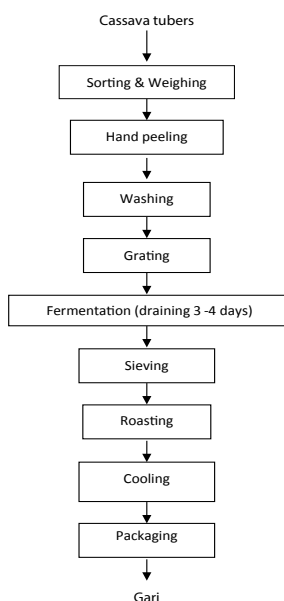 Cassava tubers
Sorting & Weighing
Hand peeling
Washing
Grating
Fermentation (draining 3 -4 days)
Sieving
Roasting
Cooling
Packaging
Gari